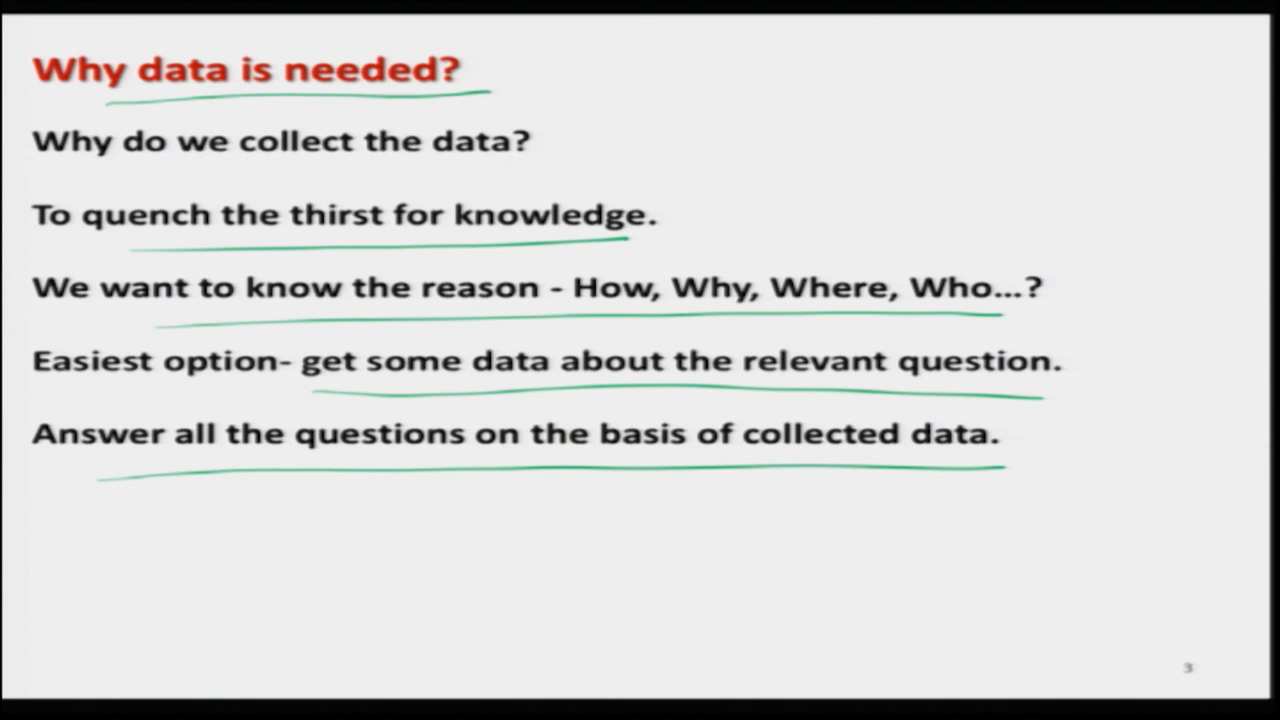 Why data is needed?
Why do we collect the data?
To quench the thirst for knowledge.
We want to know the reason - How, Why, Where, Who...?
Easiest option- get some data about the relevant question.
Answer all the questions on the basis of collected data.
3